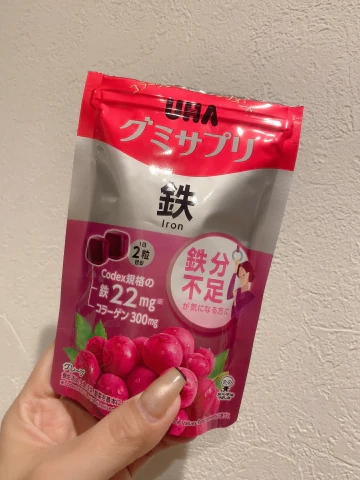 UHA
グミサプリ
鉄
Iron
1日
2粒
目安
Codex規格の
鉄22mg※
コラーゲン300mg
鉄分
不足
が気になる方に
グレープ